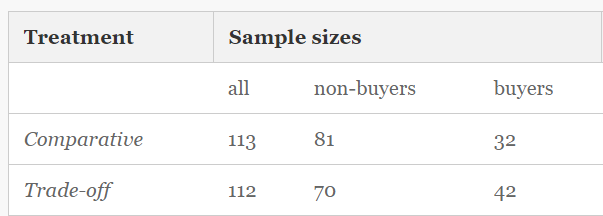 Treatment Sample sizes
all non-buyers buyers
Comparative 113 81 32
Trade-off 112 70 42